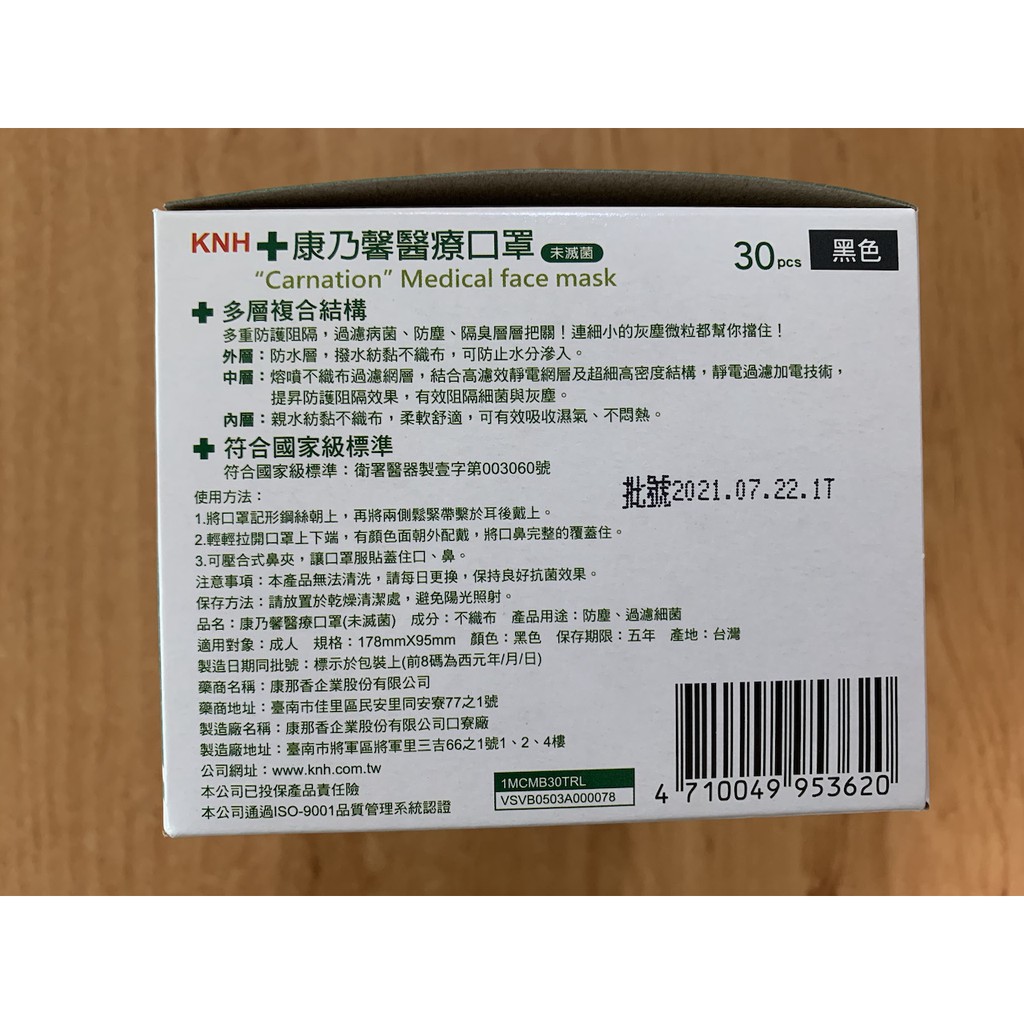 KNH 康乃馨醫療口罩 未滅菌
"Carnation" Medical face mask
30pcs 黑色
多層複合結構
多重防護阻隔，過濾病菌、防塵、隔臭層層把關！連細小的灰塵微粒都幫你擋住！
外層：防水層，撥水紡黏不織布，可防止水分滲入。
中層：熔噴不織布過濾網層，結合高濾效靜電網層及超細高密度結構，靜電過濾加電技術，
提昇防護阻隔效果，有效阻隔細菌與灰塵。
內層：親水紡黏不織布，柔軟舒適，可有效吸收濕氣、不悶熱。
符合國家級標準
符合國家級標準：衛署醫器製壹字第003060號
批號2021.07.22.1T
使用方法：
1.將口罩記形鋼絲朝上，再將兩側鬆緊帶繫於耳後戴上。
2.輕輕拉開口罩上下端，有顏色面朝外配戴，將口鼻完整的覆蓋住。
3.可壓合式鼻夾，讓口罩服貼蓋住口、鼻。
注意事項：本產品無法清洗，請每日更換，保持良好抗菌效果。
保存方法：請放置於乾燥清潔處，避免陽光照射。
品名：康乃馨醫療口罩(未滅菌) 成分：不織布 產品用途：防塵、過濾細菌
適用對象：成人 規格：178mmX95mm 顏色：黑色 保存期限：五年 產地：台灣
製造日期同批號：標示於包裝上(前8碼為西元年/月/日)
藥商名稱：康那香企業股份有限公司
藥商地址：臺南市佳里區民安里同安寮77之1號
製造廠名稱：康那香企業股份有限公司口寮廠
製造廠地址：臺南市將軍區將軍里三吉66之1號1、2、4樓
公司網址：www.knh.com.tw
本公司已投保產品責任險
本公司通過ISO-9001品質管理系統認證
1MCMB30TRL
VSVB0503A000078
4 710049 953620